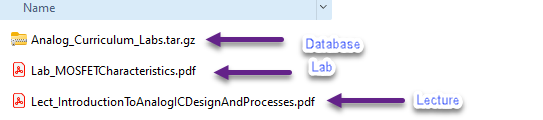 Name
Analog_Curriculum_Labs.tar.gz Database
Lab_MOSFETCharacteristics.pdf Lab
Lect_IntroductionToAnalogICDesignAndProcesses.pdf Lecture